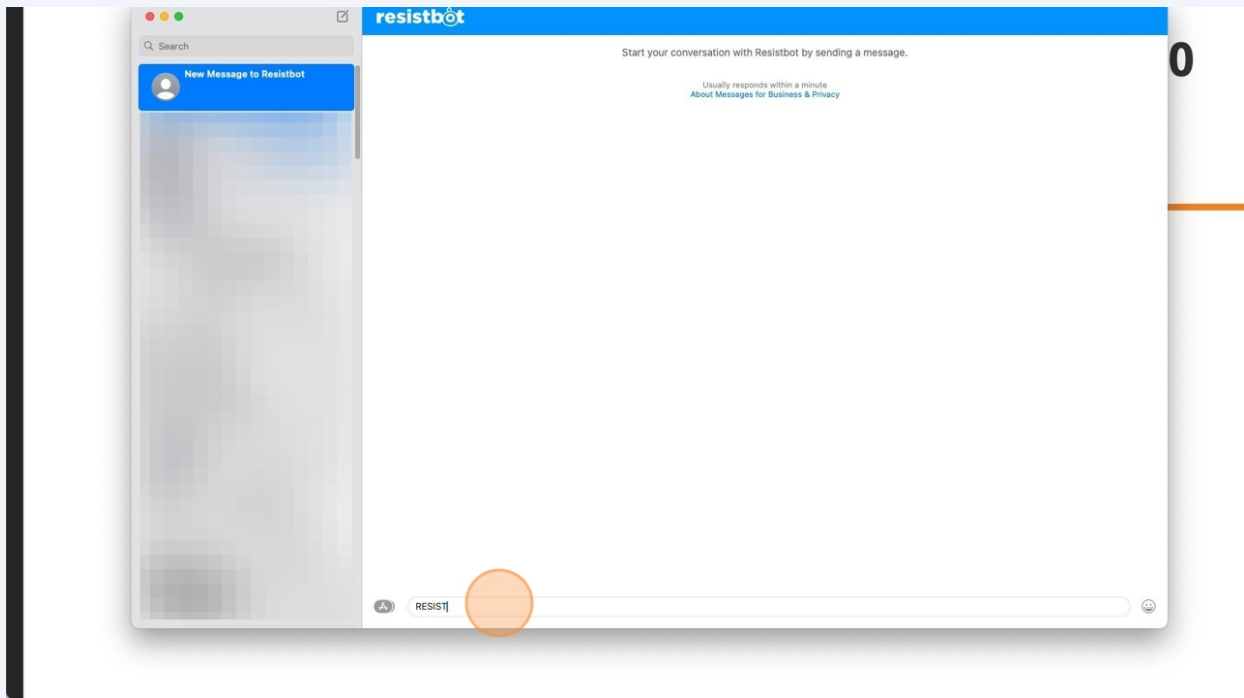 resistbot
Search
New Message to Resistbot
Start your conversation with Resistbot by sending a message.
Usually responds within a minute
About Messages for Business & Privacy
0
RESIST